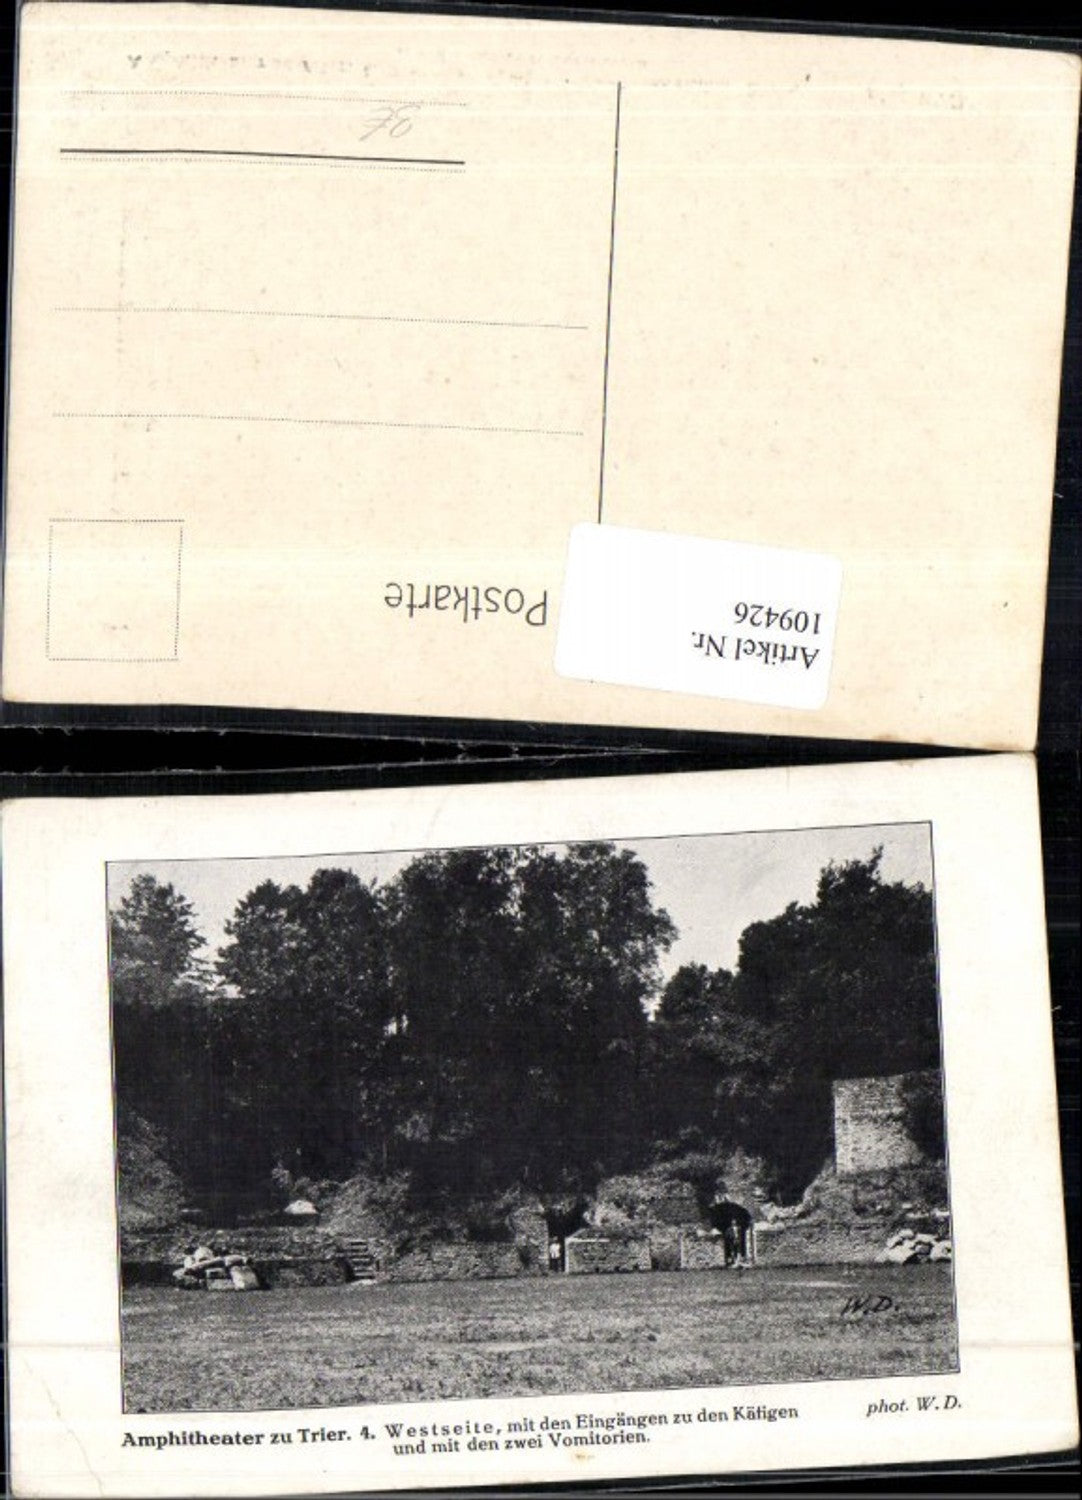 Postkarte
Artikel Nr.
109426
W.D.
Amphitheater zu Trier. 4. Westseite, mit den Eingängen zu den Käfigen
und mit den zwei Vomitorien.
phot. W. D.